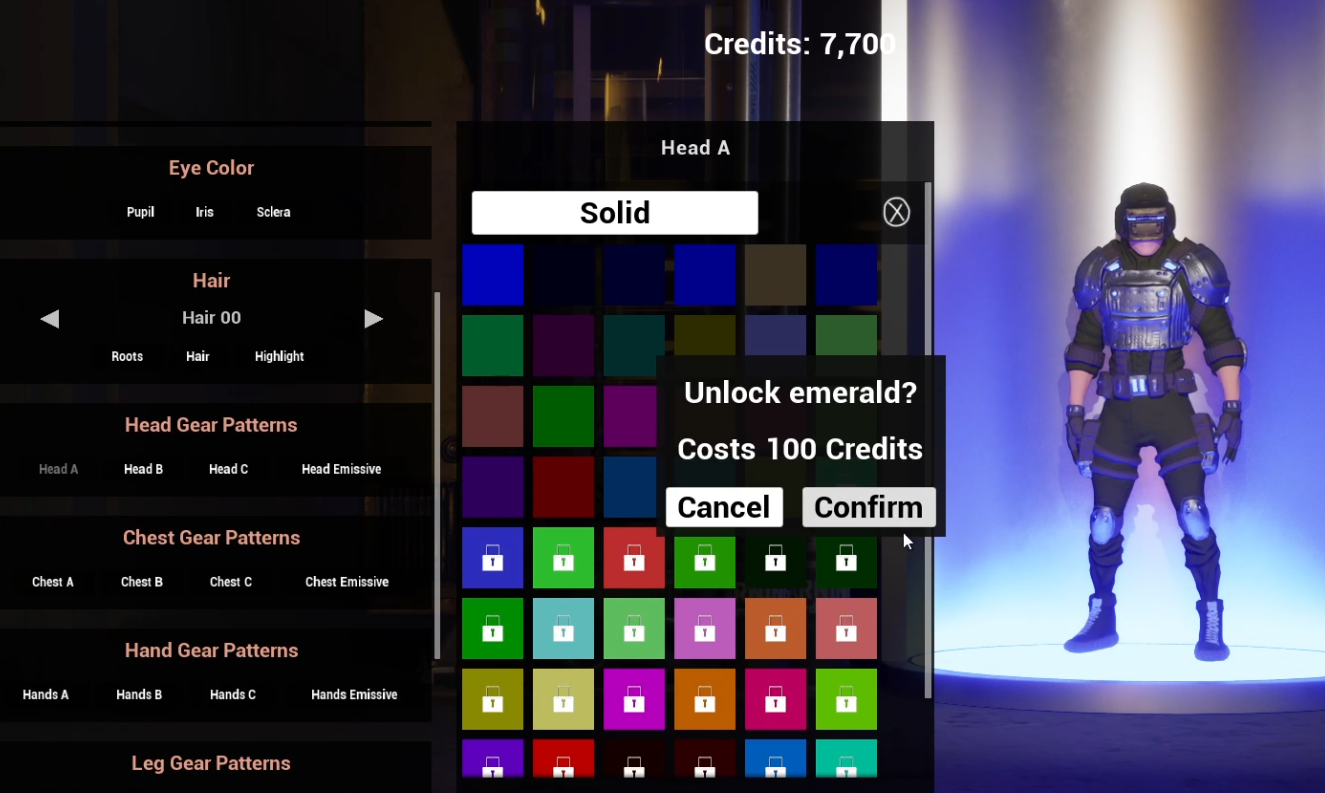 Credits: 7,700
Eye Color
Pupil Iris Sclera
Hair
Hair 00
Roots Hair Highlight
Head Gear Patterns
Head A Head B Head C Head Emissive
Chest Gear Patterns
Chest A Chest B Chest C Chest Emissive
Hand Gear Patterns
Hands A Hands B Hands C Hands Emissive
Leg Gear Patterns
Head A
Solid
X
Unlock emerald?
Costs 100 Credits
Cancel Confirm